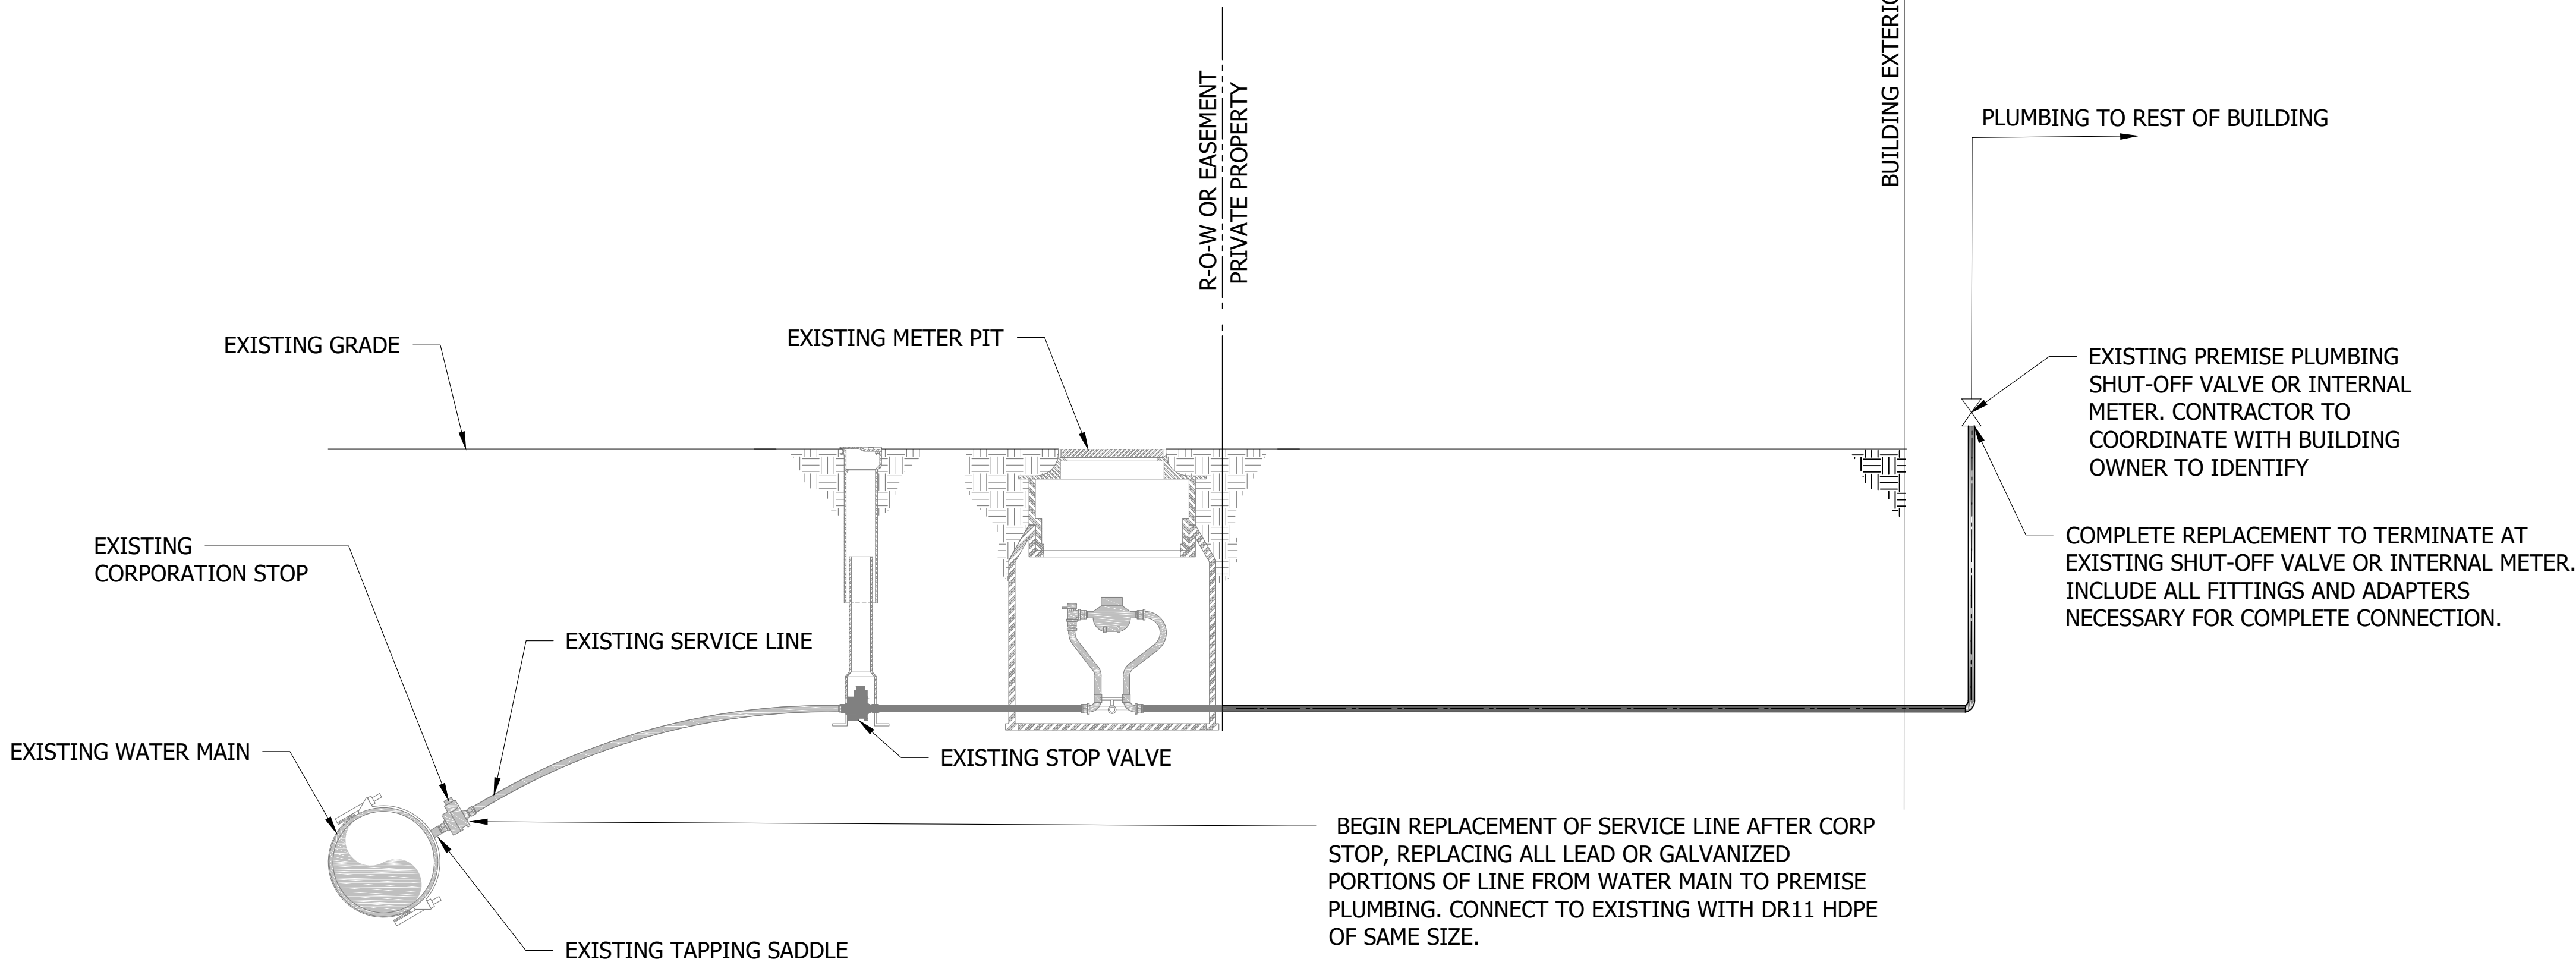 BUILDING EXTERIO
R-O-W OR EASEMENT
PRIVATE PROPERTY
PLUMBING TO REST OF BUILDING
EXISTING GRADE
EXISTING METER PIT
EXISTING PREMISE PLUMBING
SHUT-OFF VALVE OR INTERNAL
METER. CONTRACTOR TO
COORDINATE WITH BUILDING
OWNER TO IDENTIFY
EXISTING
CORPORATION STOP
COMPLETE REPLACEMENT TO TERMINATE AT
EXISTING SHUT-OFF VALVE OR INTERNAL METER.
INCLUDE ALL FITTINGS AND ADAPTERS
NECESSARY FOR COMPLETE CONNECTION.
EXISTING SERVICE LINE
EXISTING WATER MAIN
EXISTING STOP VALVE
BEGIN REPLACEMENT OF SERVICE LINE AFTER CORP
STOP, REPLACING ALL LEAD OR GALVANIZED
PORTIONS OF LINE FROM WATER MAIN TO PREMISE
PLUMBING. CONNECT TO EXISTING WITH DR11 HDPE
OF SAME SIZE.
EXISTING TAPPING SADDLE